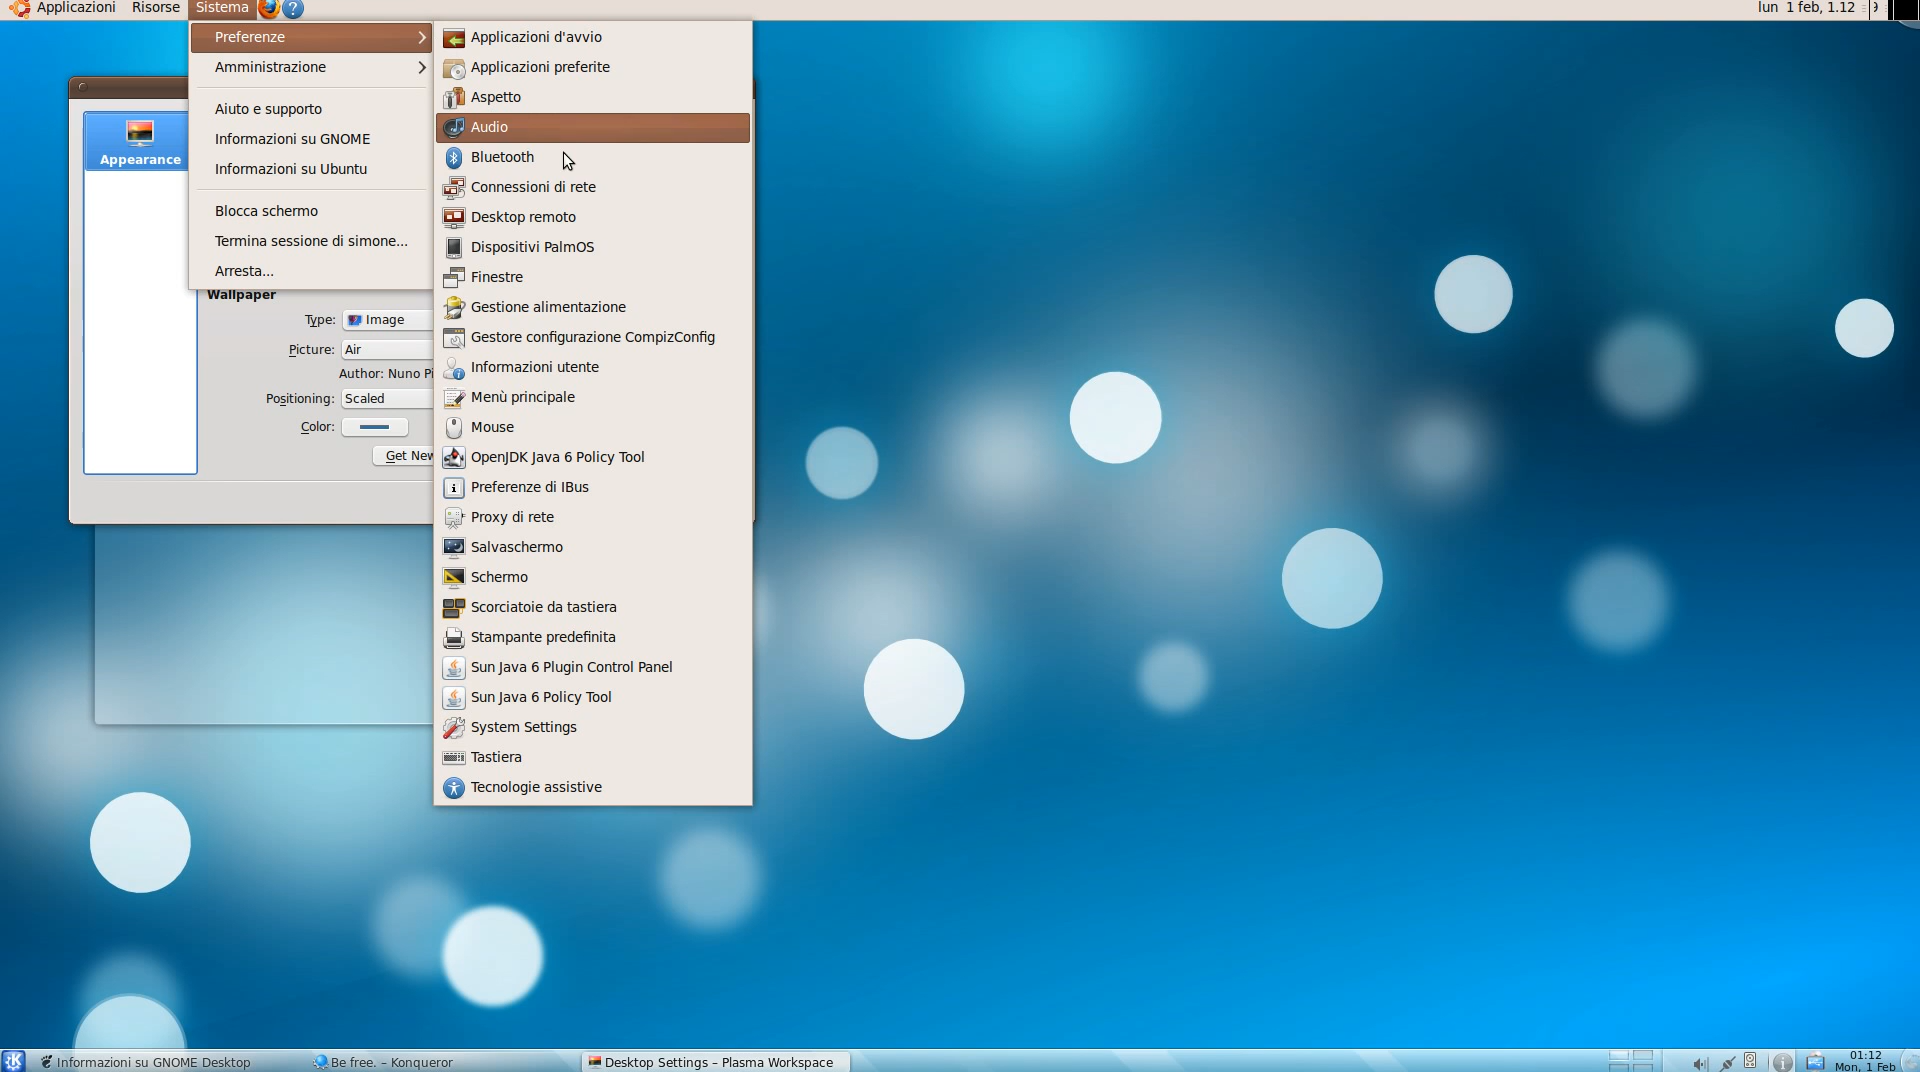 Applicazioni Risorse Sistema
lun 1 feb, 1.12
Preferenze
Amministrazione
Aiuto e supporto
Informazioni su GNOME
Informazioni su Ubuntu
Blocca schermo
Termina sessione di simone...
Arresta...
Applicazioni d'avvio
Applicazioni preferite
Aspetto
Audio
Bluetooth
Connessioni di rete
Desktop remoto
Dispositivi PalmOS
Finestre
Gestione alimentazione
Gestore configurazione CompizConfig
Informazioni utente
Menù principale
Mouse
OpenJDK Java 6 Policy Tool
Preferenze di IBus
Proxy di rete
Salvaschermo
Schermo
Scorciatoie da tastiera
Stampante predefinita
Sun Java 6 Plugin Control Panel
Sun Java 6 Policy Tool
System Settings
Tastiera
Tecnologie assistive
Appearance
Wallpaper
Type: Image
Picture: Air
Author: Nuno Pi
Positioning: Scaled
Color:
Get New
Informazioni su GNOME Desktop
Be free. – Konqueror
Desktop Settings – Plasma Workspace
01:12
Mon, 1 Feb